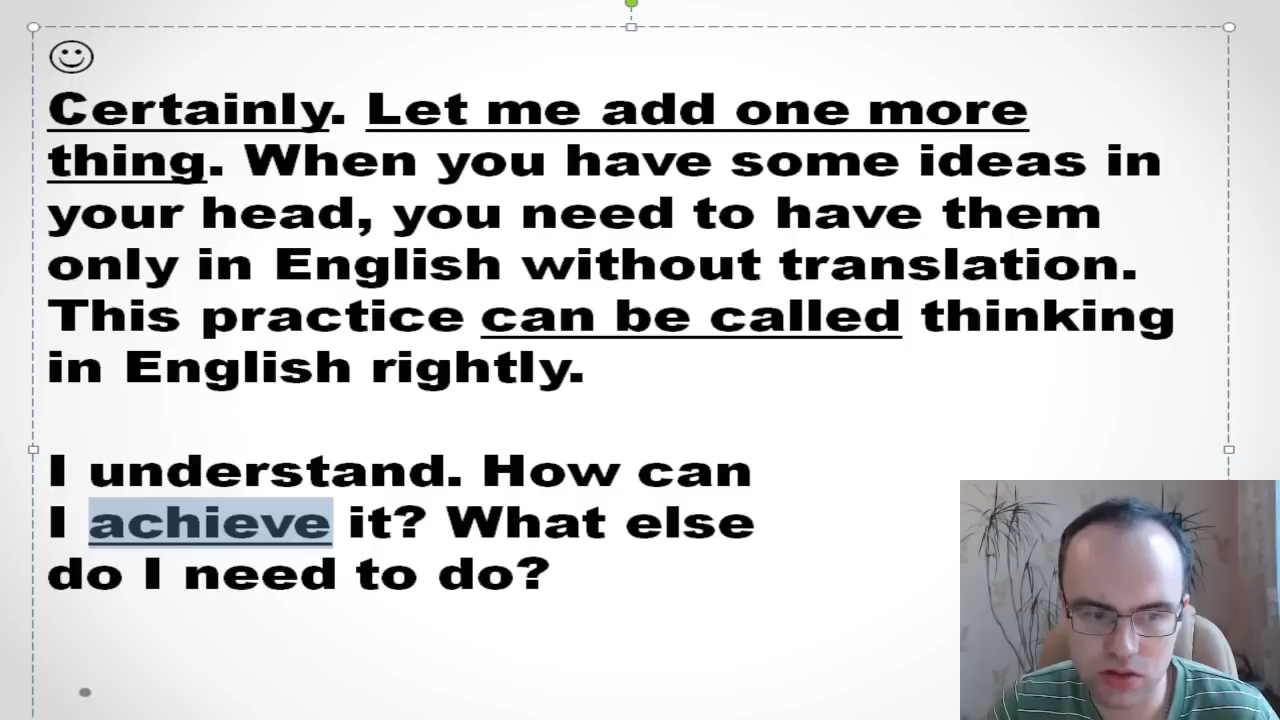 Certainly. Let me add one more
thing. When you have some ideas in
your head, you need to have them
only in English without translation.
This practice can be called thinking
in English rightly.
I understand. How can
I achieve it? What else
do I need to do?